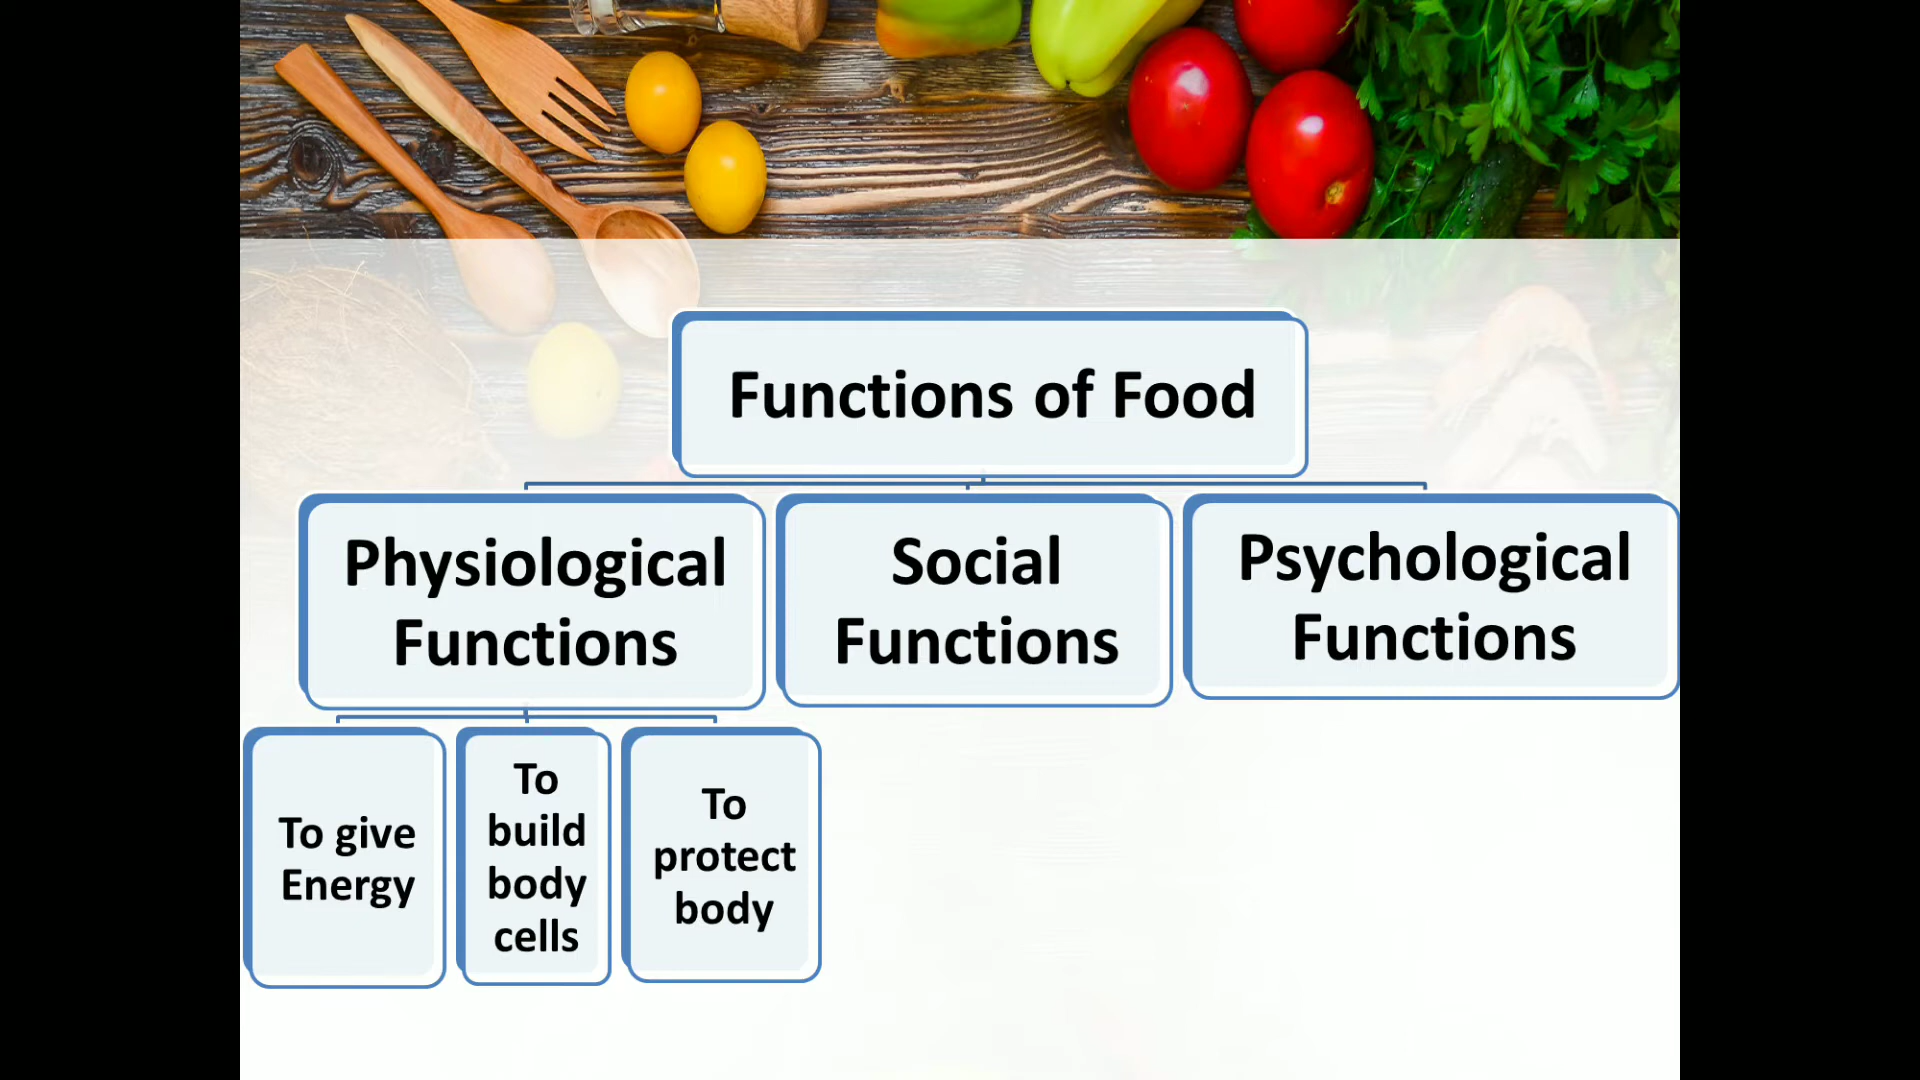 Functions of Food
Physiological
Functions
Social
Functions
Psychological
Functions
To give
Energy
To
build
body
cells
To
protect
body